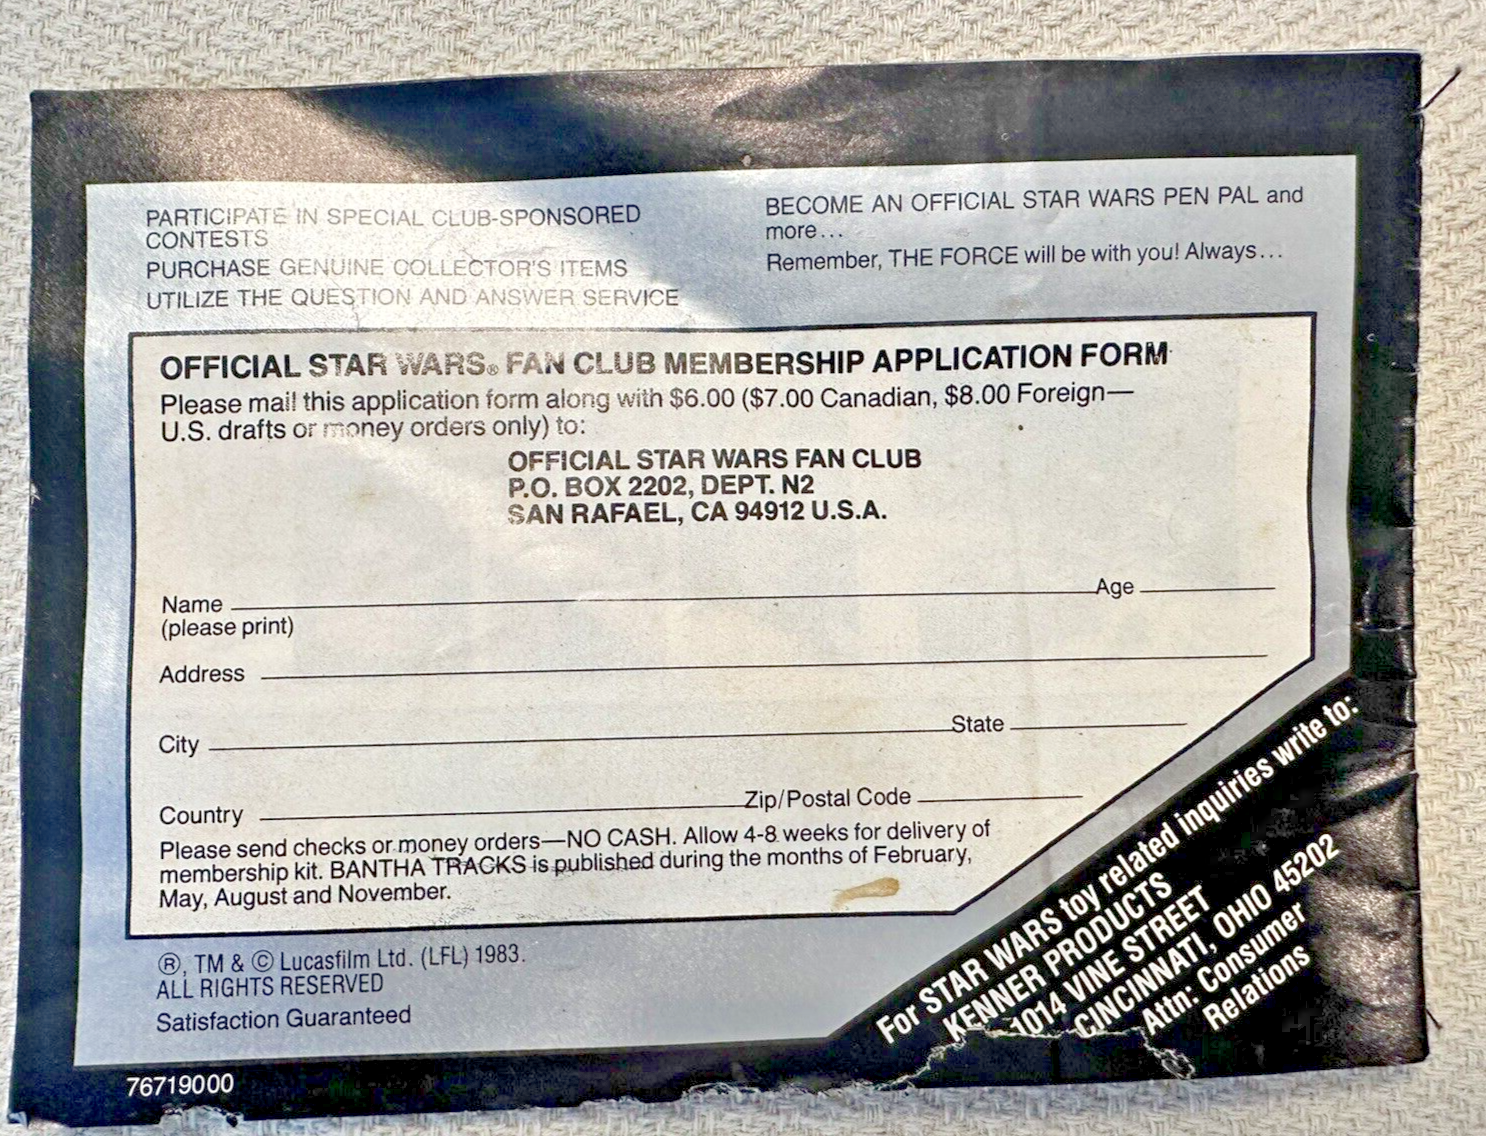 PARTICIPATE IN SPECIAL CLUB-SPONSORED
CONTESTS
PURCHASE GENUINE COLLECTOR'S ITEMS
UTILIZE THE QUESTION AND ANSWER SERVICE
BECOME AN OFFICIAL STAR WARS PEN PAL and
more...
Remember, THE FORCE will be with you! Always...
OFFICIAL STAR WARS® FAN CLUB MEMBERSHIP APPLICATION FORM
Please mail this application form along with $6.00 ($7.00 Canadian, $8.00 Foreign—
U.S. drafts or money orders only) to:
OFFICIAL STAR WARS FAN CLUB
P.O. BOX 2202, DEPT. N2
SAN RAFAEL, CA 94912 U.S.A.
Name Age
(please print)
Address
City State
Country Zip/Postal Code
Please send checks or money orders—NO CASH. Allow 4-8 weeks for delivery of
membership kit. BANTHA TRACKS is published during the months of February,
May, August and November.
®, TM & © Lucasfilm Ltd. (LFL) 1983.
ALL RIGHTS RESERVED
Satisfaction Guaranteed
For STAR WARS toy related inquiries write to:
KENNER PRODUCTS
1014 VINE STREET
CINCINNATI, OHIO 45202
Attn: Consumer
Relations
76719000